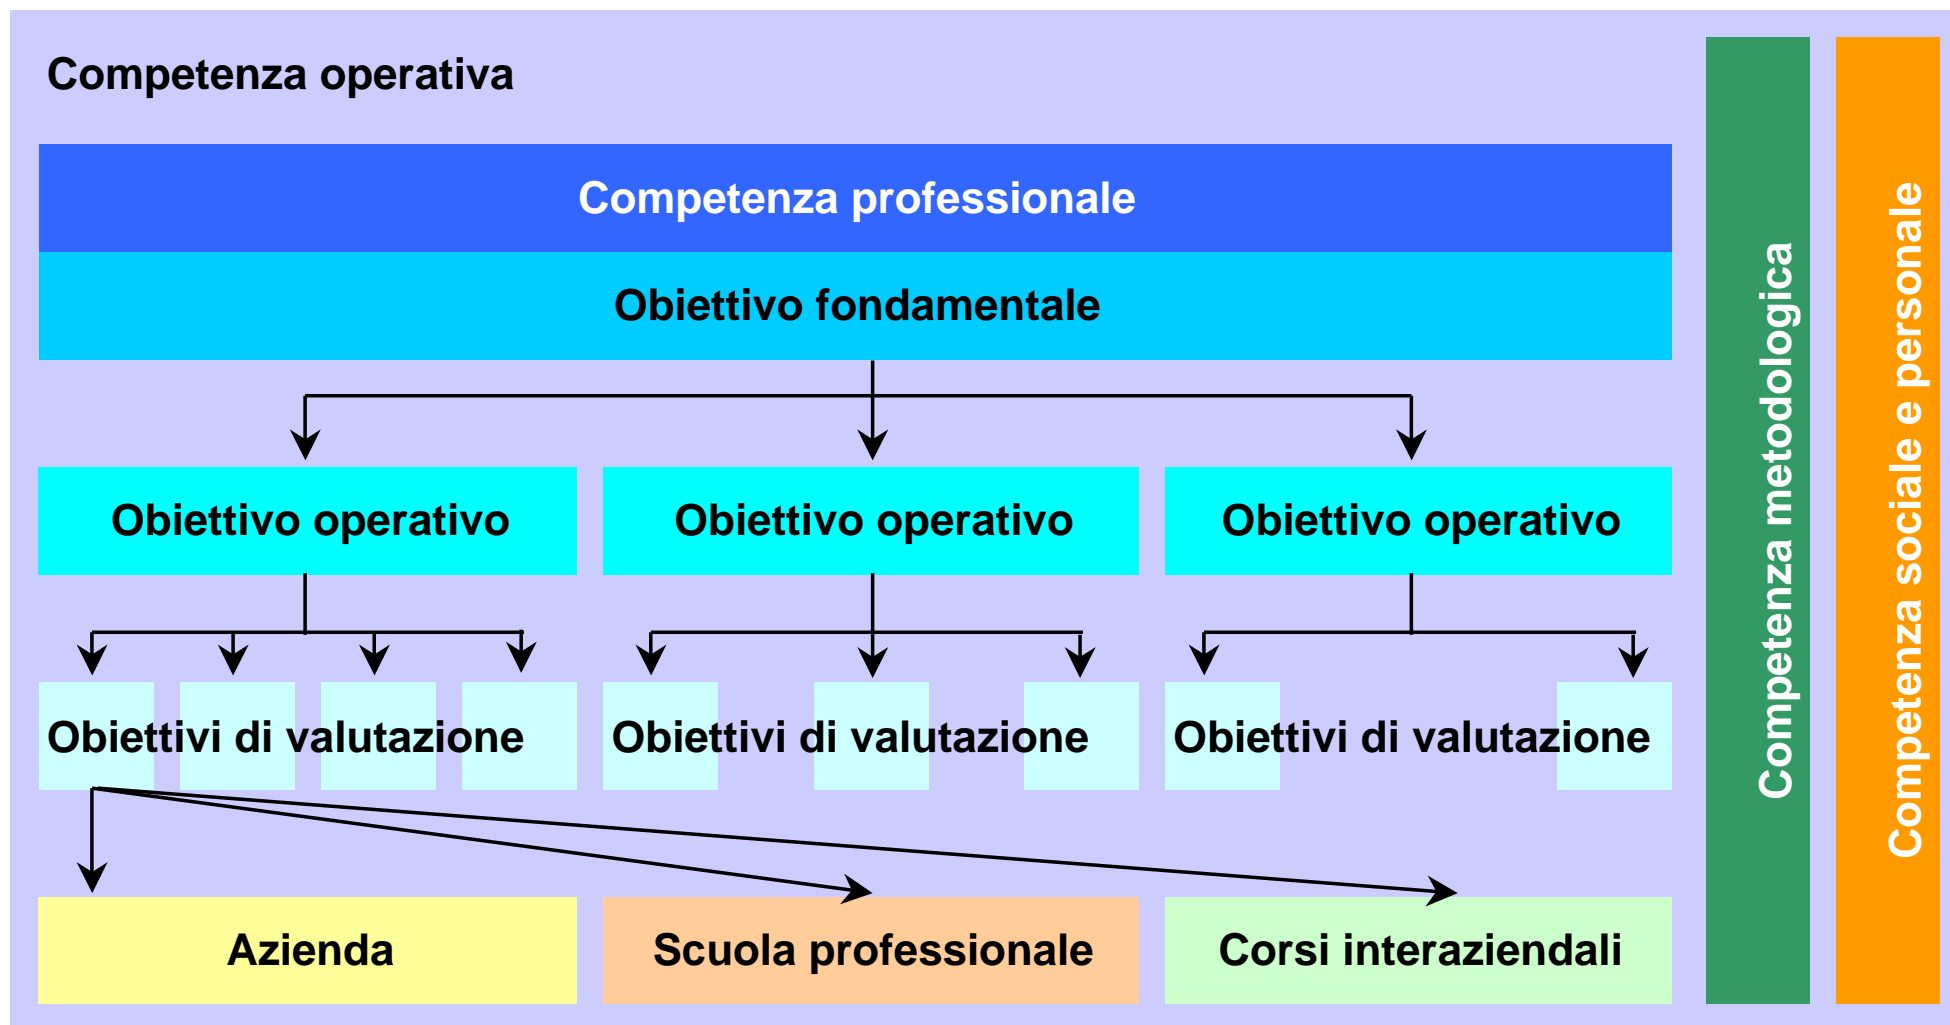 Competenza operativa
Competenza professionale
Obiettivo fondamentale
Obiettivo operativo
Obiettivo operativo
Obiettivo operativo
Obiettivi di valutazione
Obiettivi di valutazione
Obiettivi di valutazione
Azienda
Scuola professionale
Corsi interaziendali
Competenza metodologica
Competenza sociale e personale